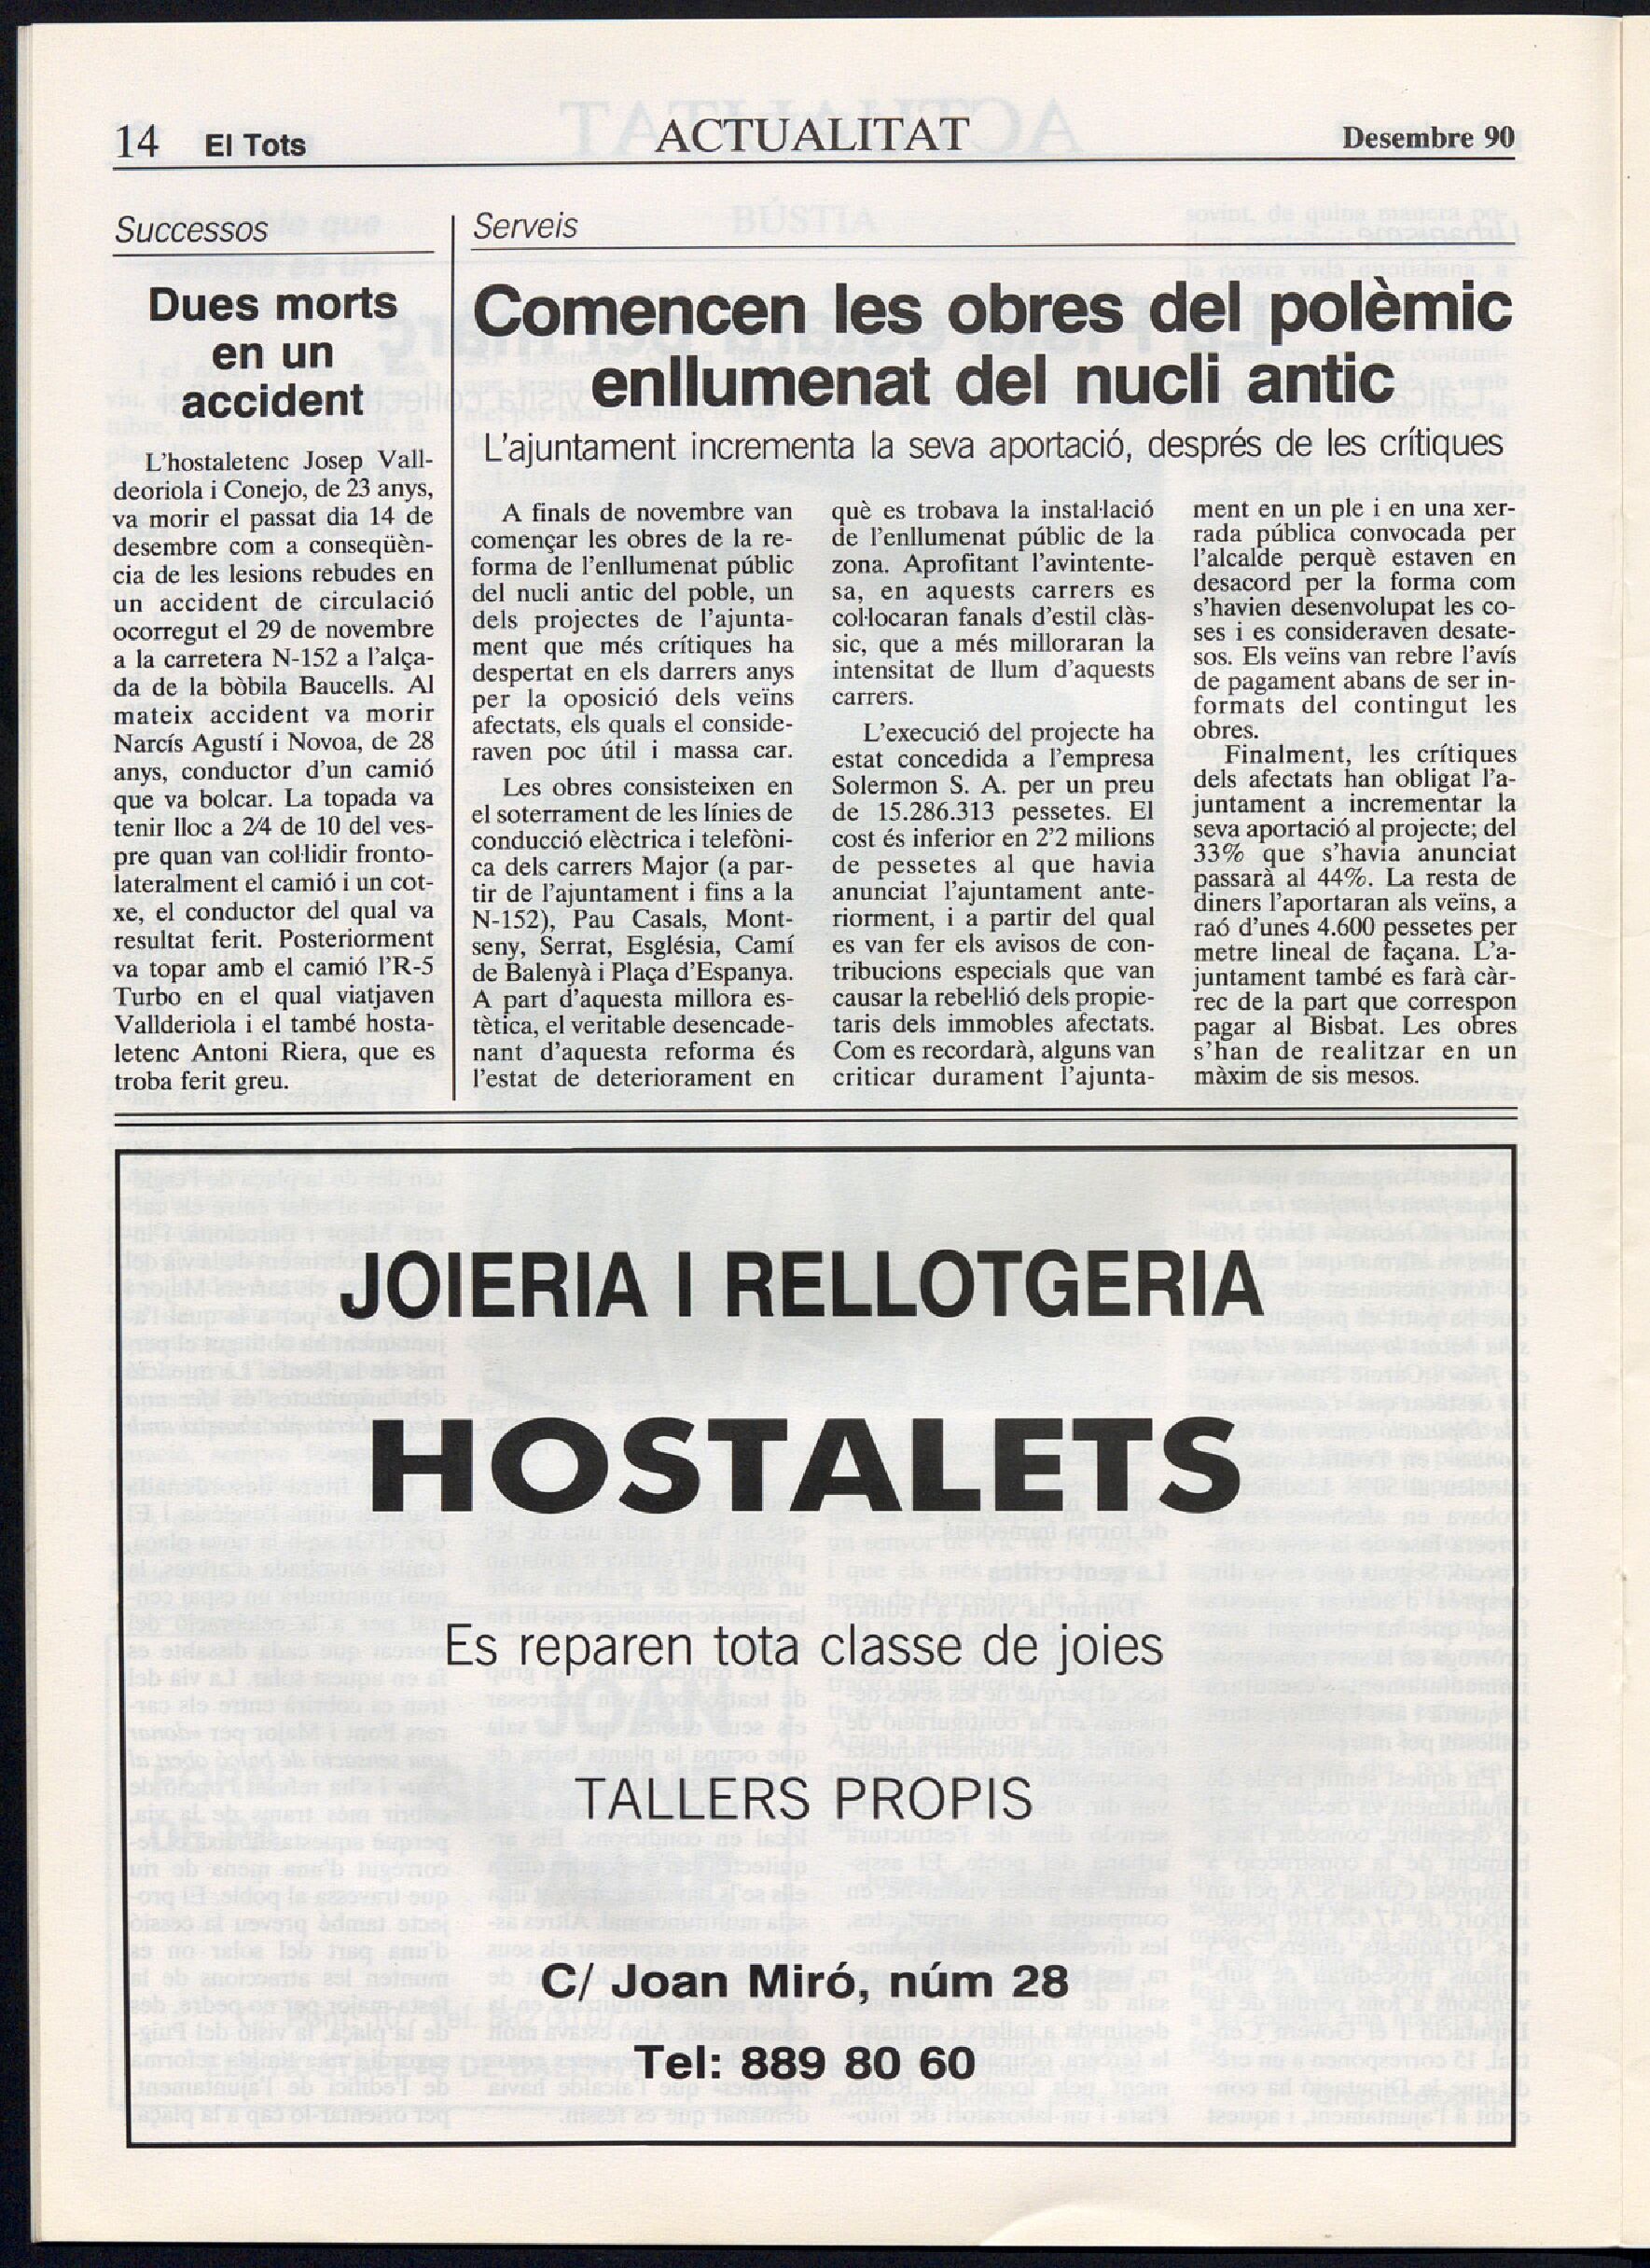 14 El Tots
ACTUALITAT
Desembre 90
Successos
Dues morts
en un
accident
L'hostaletenc Josep Vall-
deoriola i Conejo, de 23 anys,
va morir el passat dia 14 de
desembre com a conseqüèn-
cia de les lesions rebudes en
un accident de circulació
ocorregut el 29 de novembre
a la carretera N-152 a l'alça-
da de la bòbila Baucells. Al
mateix accident va morir
Narcís Agustí i Novoa, de 28
anys, conductor d'un camió
que va bolcar. La topada va
tenir lloc a 2/4 de 10 del ves-
pre quan van col·lidir fronto-
lateralment el camió i un cot-
xe, el conductor del qual va
resultat ferit. Posteriorment
va topar amb el camió l'R-5
Turbo en el qual viatjaven
Vallderiola i el també hosta-
letenc Antoni Riera, que es
troba ferit greu.
Serveis
Comencen les obres del polèmic
enllumenat del nucli antic
L'ajuntament incrementa la seva aportació, després de les crítiques
A finals de novembre van
començar les obres de la re-
forma de l'enllumenat públic
del nucli antic del poble, un
dels projectes de l'ajunta-
ment que més crítiques ha
despertat en els darrers anys
per la oposició dels veïns
afectats, els quals el conside-
raven poc útil i massa car.
Les obres consisteixen en
el soterrament de les línies de
conducció elèctrica i telefòni-
ca dels carrers Major (a par-
tir de l'ajuntament i fins a la
N-152), Pau Casals, Mont-
seny, Serrat, Església, Camí
de Balenyà i Plaça d'Espanya.
A part d'aquesta millora es-
tètica, el veritable desencade-
nant d'aquesta reforma és
l'estat de deteriorament en
què es trobava la instal·lació
de l'enllumenat públic de la
zona. Aprofitant l'avintente-
sa, en aquests carrers es
col·locaran fanals d'estil clàs-
sic, que a més milloraran la
intensitat de llum d'aquests
carrers.
L'execució del projecte ha
estat concedida a l'empresa
Solermon S. A. per un preu
de 15.286.313 pessetes. El
cost és inferior en 2'2 milions
de pessetes al que havia
anunciat l'ajuntament ante-
riorment, i a partir del qual
es van fer els avisos de con-
tribucions especials que van
causar la rebel·lió dels propie-
taris dels immobles afectats.
Com es recordarà, alguns van
criticar durament l'ajunta-
ment en un ple i en una xer-
rada pública convocada per
l'alcalde perquè estaven en
desacord per la forma com
s'havien desenvolupat les co-
ses i es consideraven desate-
sos. Els veïns van rebre l'avís
de pagament abans de ser in-
formats del contingut les
obres.
Finalment, les crítiques
dels afectats han obligat l'a-
juntament a incrementar la
seva aportació al projecte; del
33% que s'havia anunciat
passarà al 44%. La resta de
diners l'aportaran als veïns, a
raó d'unes 4.600 pessetes per
metre lineal de façana. L'a-
juntament també es farà càr-
rec de la part que correspon
pagar al Bisbat. Les obres
s'han de realitzar en un
màxim de sis mesos.
JOIERIA I RELLOTGERIA
HOSTALETS
Es reparen tota classe de joies
TALLERS PROPIS
C/ Joan Miró, núm 28
Tel: 889 80 60